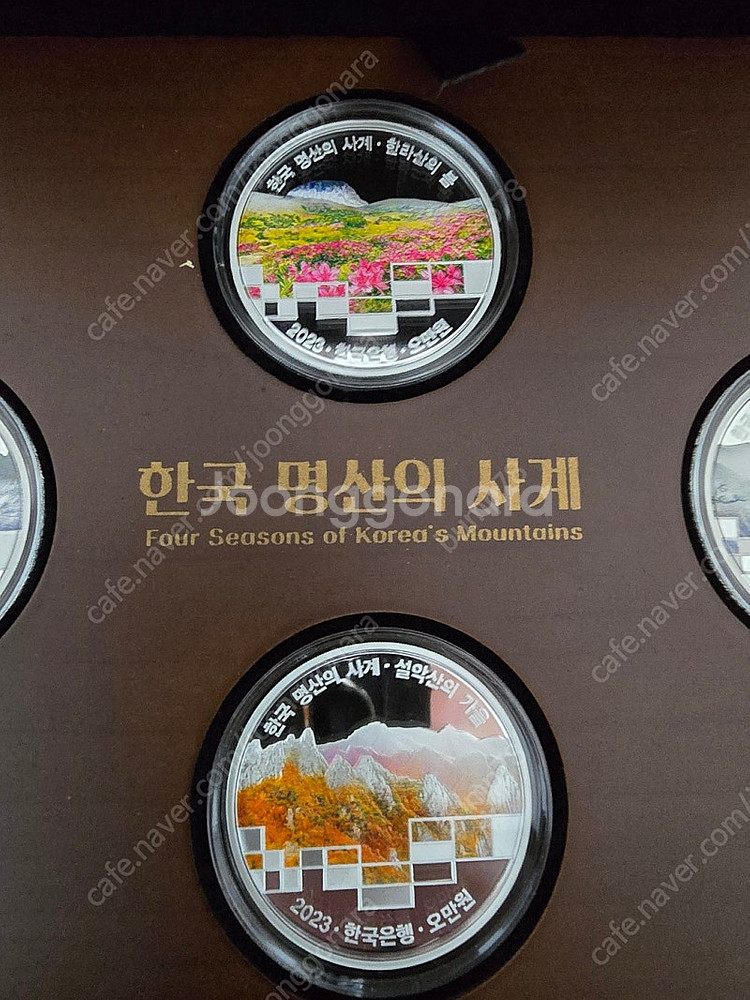 한국 명산의 사계 · 한라산의 봄
2023 · 한국은행 · 오만원
한국 명산의 사계
Joonggonara
Four Seasons of Korea's Mountains
한국 명산의 사계 · 설악산의 가을
2023 · 한국은행 · 오만원
cafe.naver.com/joonggonara